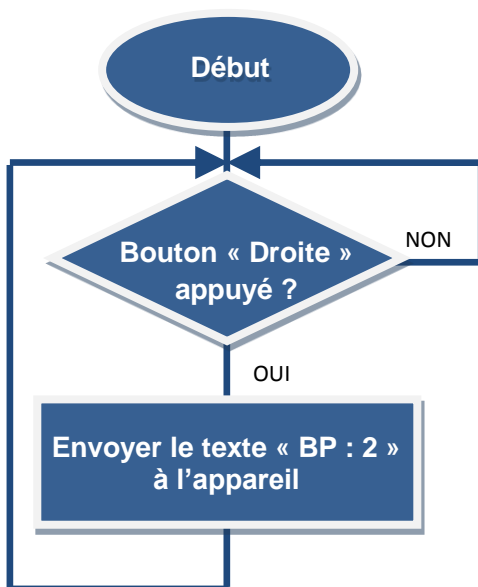 Début
Bouton « Droite »
appuyé ?
NON
OUI
Envoyer le texte « BP : 2 »
à l'appareil